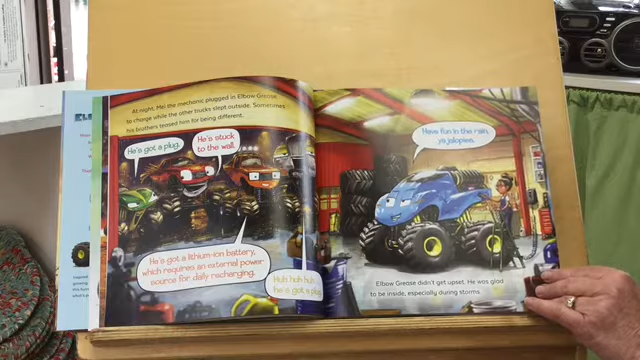 At night, Mel the mechanic plugged in Elbow Grease
to charge while the other trucks slept outside. Sometimes
his brothers teased him for being different.
He's got a plug.
He's stuck
to the wall.
He's got a lithium-ion battery,
which requires an external power
source for daily recharging.
Huh huh huh
he's got a plug.
Have fun in the rain,
ya jalopies.
Elbow Grease didn't get upset. He was glad
to be inside, especially during storms.